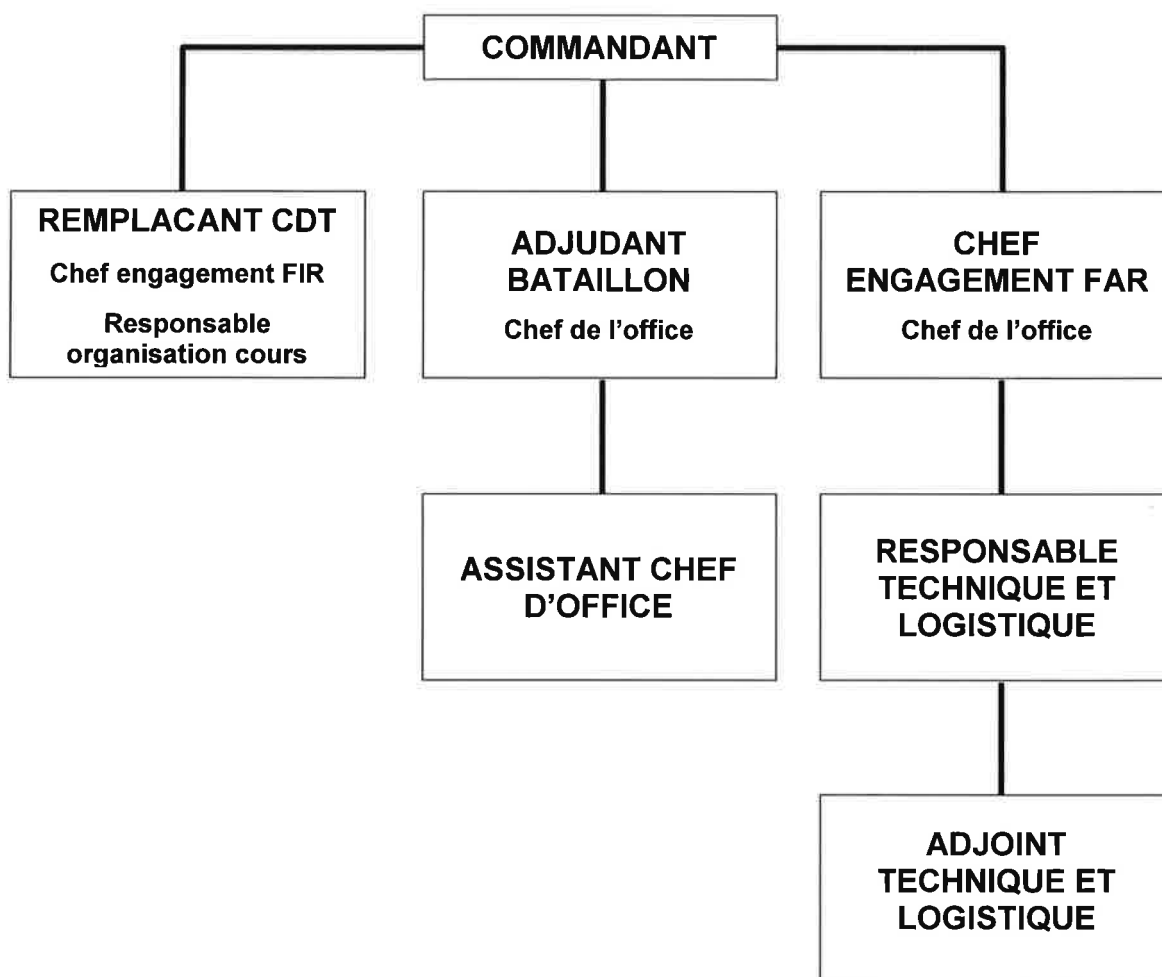 COMMANDANT
REMPLACANT CDT
Chef engagement FIR
Responsable
organisation cours
ADJUDANT
BATAILLON
Chef de l'office
CHEF
ENGAGEMENT FAR
Chef de l'office
ASSISTANT CHEF
D'OFFICE
RESPONSABLE
TECHNIQUE ET
LOGISTIQUE
ADJOINT
TECHNIQUE ET
LOGISTIQUE